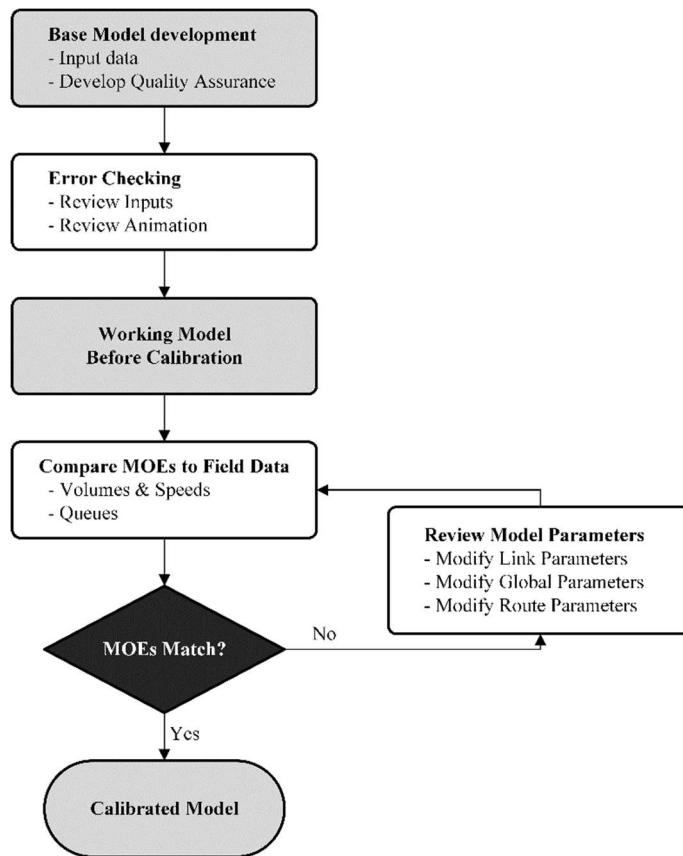 Base Model development
- Input data
- Develop Quality Assurance
Error Checking
- Review Inputs
- Review Animation
Working Model
Before Calibration
Compare MOEs to Field Data
- Volumes & Speeds
- Queues
Review Model Parameters
- Modify Link Parameters
- Modify Global Parameters
- Modify Route Parameters
MOEs Match?
No
Yes
Calibrated Model